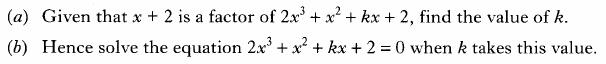 (a) Given that x + 2 is a factor of 2x³ + x² + kx + 2, find the value of k.
(b) Hence solve the equation 2x³ + x² + kx + 2 = 0 when k takes this value.